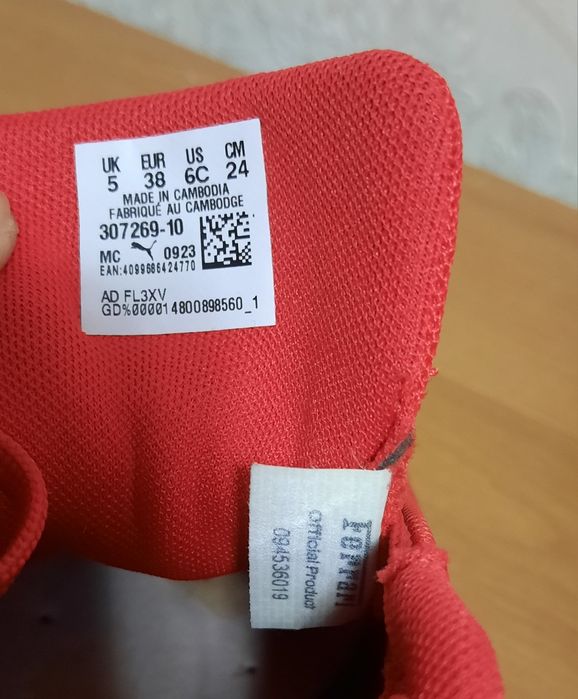 UK EUR US CM
5 38 6C 24
MADE IN CAMBODIA
FABRIQUÉ AU CAMBODGE
307269-10
MC 0923
EAN:4099686424770
AD FL3XV
GD%000014800898560_1
Ferrari
Official Product
094536019